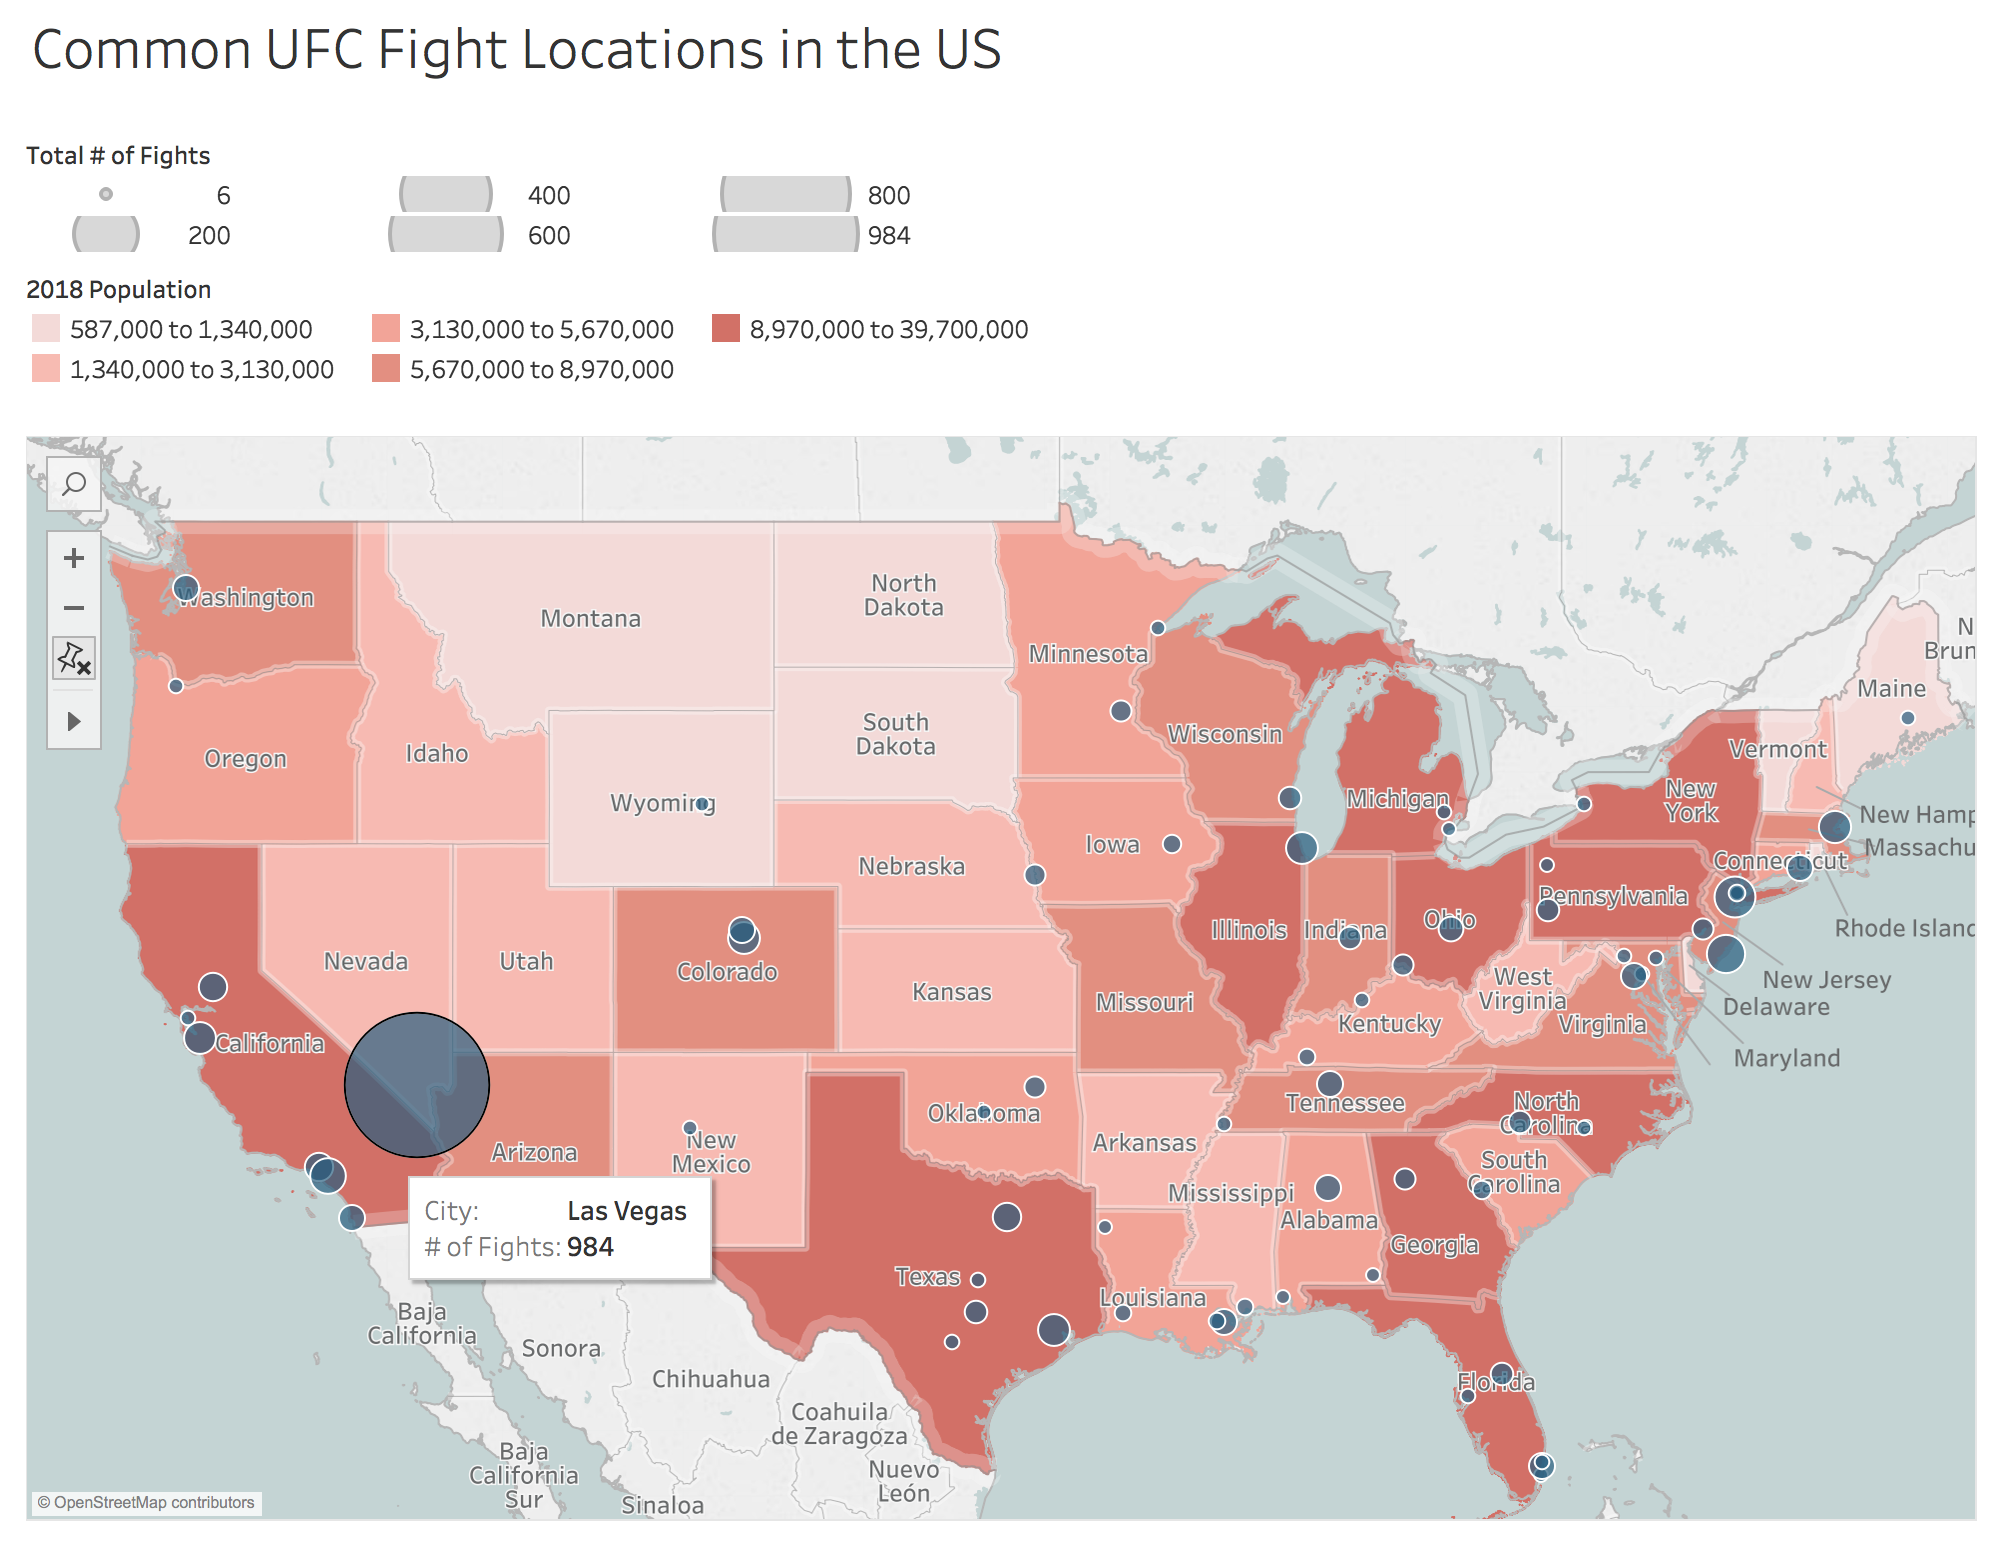 Common UFC Fight Locations in the US
Total # of Fights
6
400
800
200
600
984
2018 Population
587,000 to 1,340,000
3,130,000 to 5,670,000
8,970,000 to 39,700,000
1,340,000 to 3,130,000
5,670,000 to 8,970,000
Washington
Montana
North
Dakota
Minnesota
N
Brun
Maine
Oregon
Idaho
South
Dakota
Wisconsin
Vermont
Wyoming
Michigan
New
York
New Hamp
Iowa
Massachu
Nebraska
Connecticut
Pennsylvania
Ohio
Illinois
Indiana
Rhode Island
Nevada
Utah
Colorado
West
Virginia
New Jersey
Kansas
Missouri
Delaware
Kentucky
Virginia
California
Maryland
Oklahoma
Tennessee
North
Carolina
Arizona
New
Mexico
Arkansas
South
Carolina
Mississippi
City: Las Vegas
# of Fights: 984
Alabama
Georgia
Texas
Louisiana
Baja
California
Sonora
Chihuahua
Florida
Coahuila
de Zaragoza
Baja
California
Sur
Nuevo
León
Sinaloa
© OpenStreetMap contributors